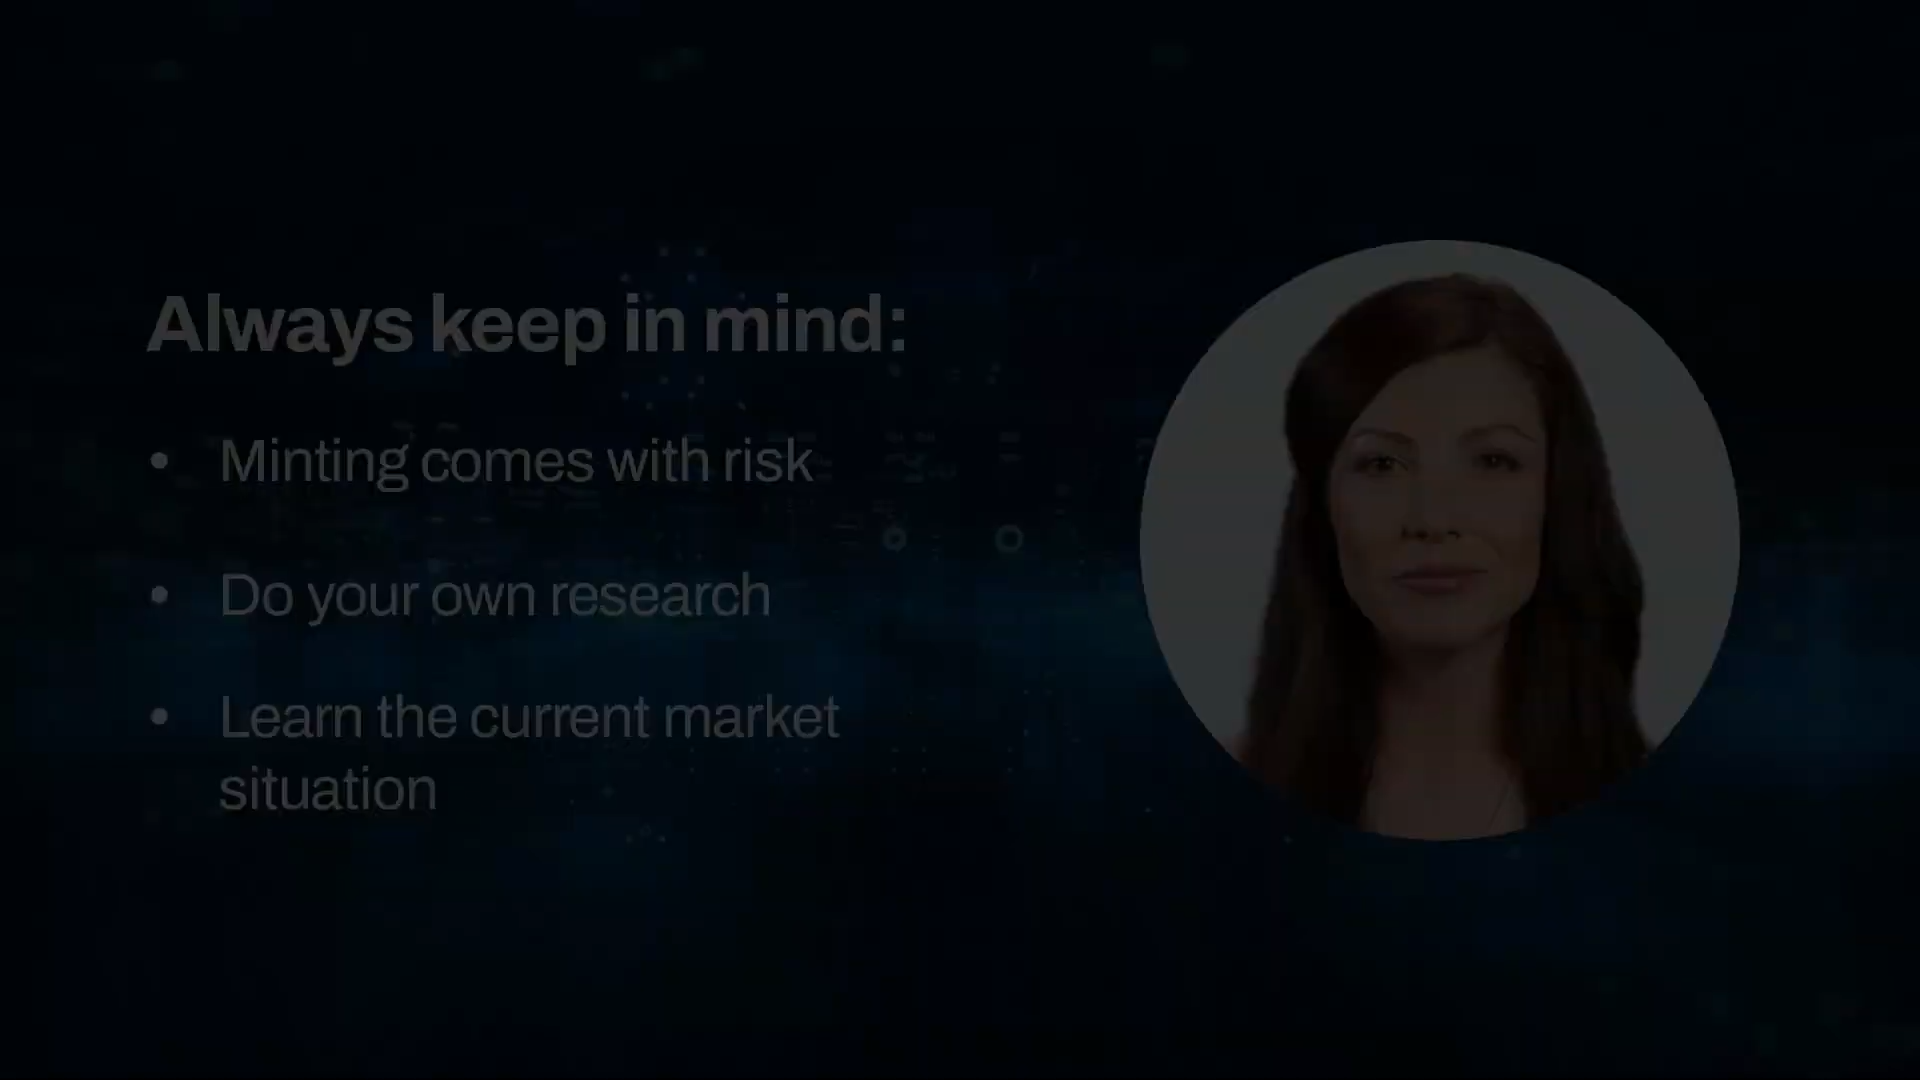 Always keep in mind:
• Minting comes with risk
• Do your own research
• Learn the current market
situation